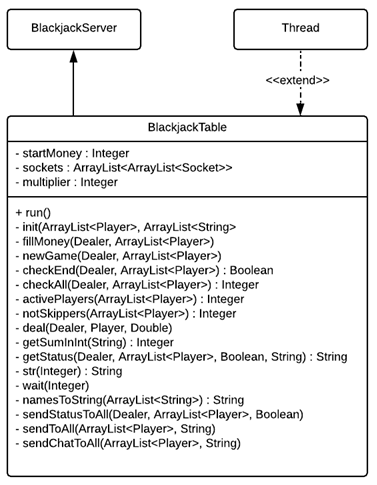 BlackjackServer
Thread
<<extend>>
BlackjackTable
- startMoney : Integer
- sockets : ArrayList<ArrayList<Socket>>
- multiplier : Integer
+ run()
- init(ArrayList<Player>, ArrayList<String>
- fillMoney(Dealer, ArrayList<Player>)
- newGame(Dealer, ArrayList<Player>)
- checkEnd(Dealer, ArrayList<Player>) : Boolean
- checkAll(Dealer, ArrayList<Player>) : Integer
- activePlayers(ArrayList<Player>) : Integer
- notSkippers(ArrayList<Player>) : Integer
- deal(Dealer, Player, Double)
- getSumInInt(String) : Integer
- getStatus(Dealer, ArrayList<Player>, Boolean, String) : String
- str(Integer) : String
- wait(Integer)
- namesToString(ArrayList<String>) : String
- sendStatusToAll(Dealer, ArrayList<Player>, Boolean)
- sendToAll(ArrayList<Player>, String)
- sendChatToAll(ArrayList<Player>, String)